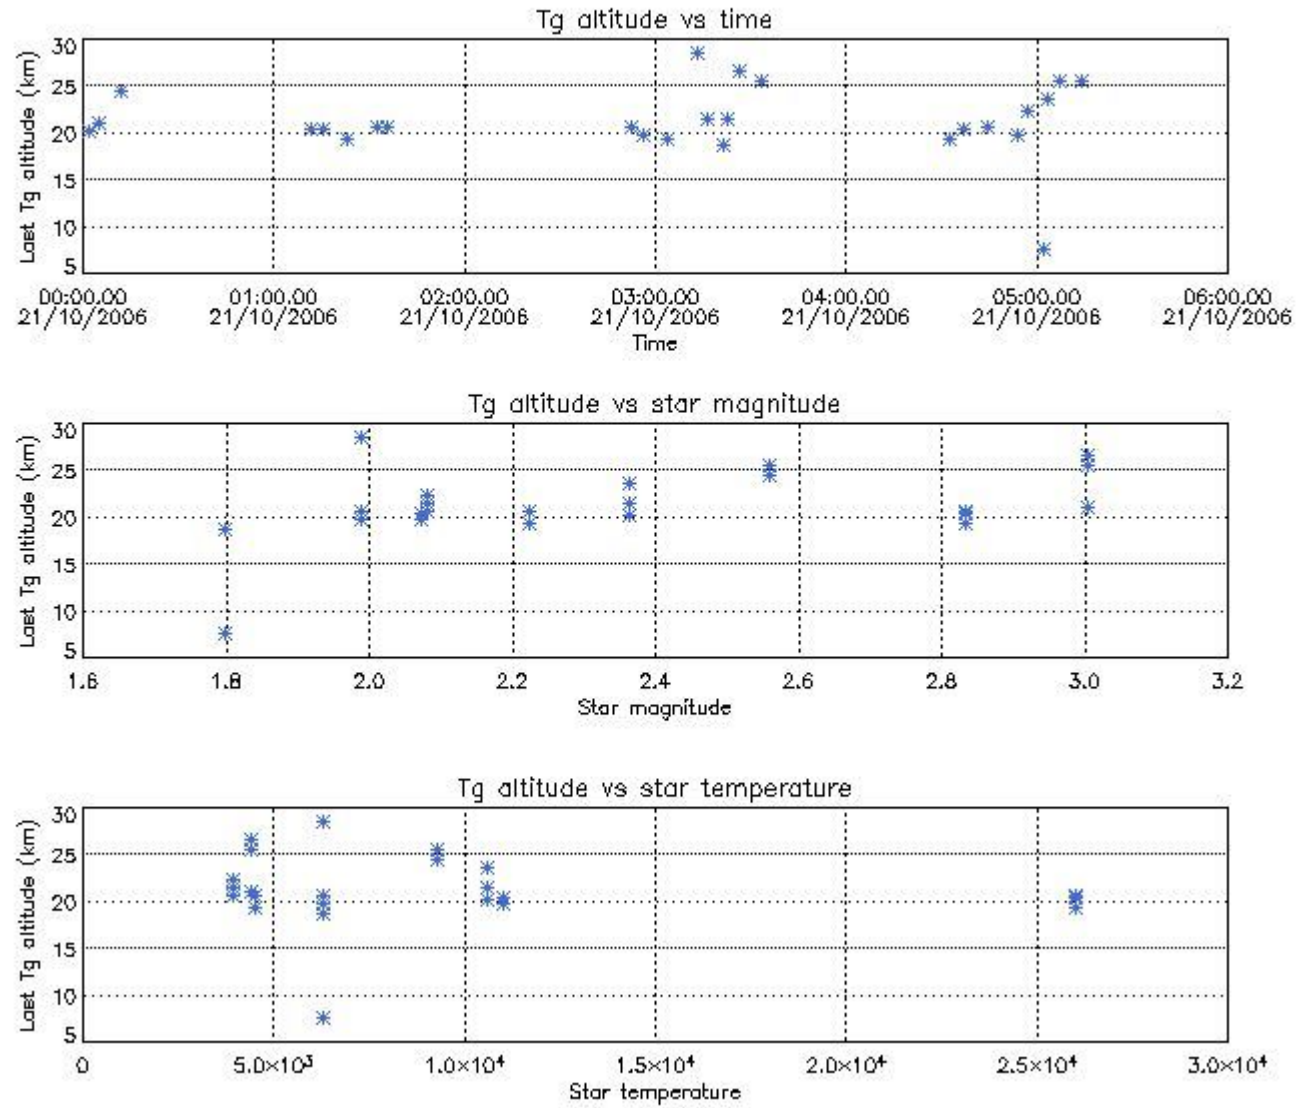 Tg altitude vs time
Last Tg altitude (km)
30
25
20
15
10
5
00:00.00 01:00.00 02:00.00 03:00.00 04:00.00 05:00.00 06:00.00
21/10/2006 21/10/2006 21/10/2006 21/10/2006 21/10/2006 21/10/2006 21/10/2006
Time
Tg altitude vs star magnitude
Last Tg altitude (km)
30
25
20
15
10
5
1.6 1.8 2.0 2.2 2.4 2.6 2.8 3.0 3.2
Star magnitude
Tg altitude vs star temperature
Last Tg altitude (km)
30
25
20
15
10
5
0 5.0×10³ 1.0×10⁴ 1.5×10⁴ 2.0×10⁴ 2.5×10⁴ 3.0×10⁴
Star temperature